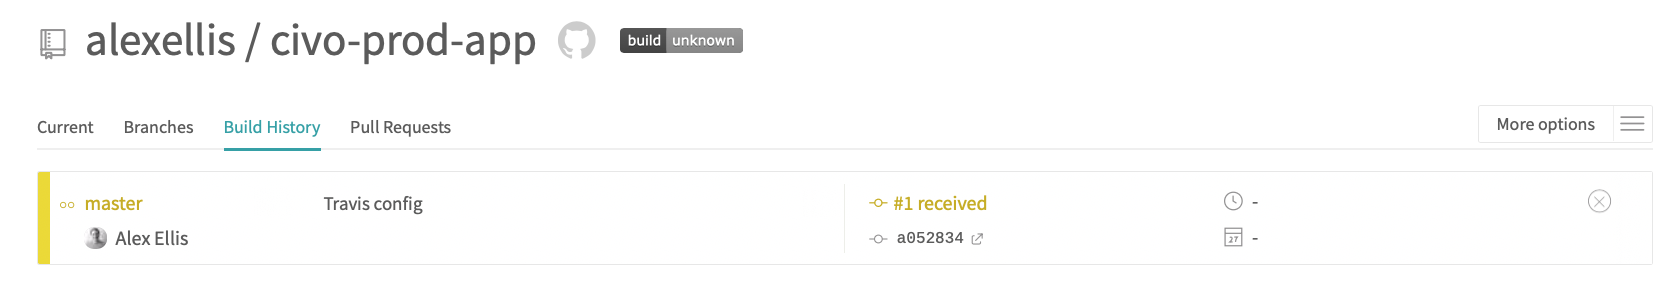 alexellis / civo-prod-app build unknown
Current Branches Build History Pull Requests More options
master Travis config #1 received -
Alex Ellis a052834 27 -